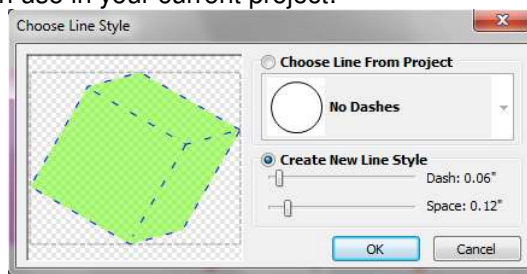 use in your current project.
Choose Line Style
Choose Line From Project
No Dashes
Create New Line Style
Dash: 0.06"
Space: 0.12"
OK
Cancel